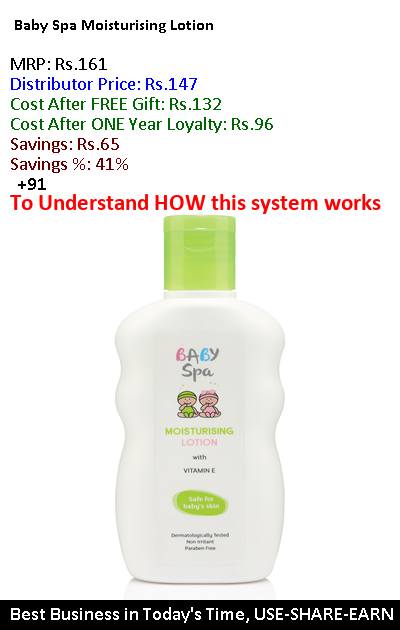 Baby Spa Moisturising Lotion
MRP: Rs.161
Distributor Price: Rs.147
Cost After FREE Gift: Rs.132
Cost After ONE Year Loyalty: Rs.96
Savings: Rs.65
Savings %: 41%
+91
To Understand HOW this system works
BABY
Spa
MOISTURISING
LOTION
with
VITAMIN E
Safe for
baby's skin
Dermatologically Tested
Non Irritant
Paraben Free
Best Business in Today's Time, USE-SHARE-EARN